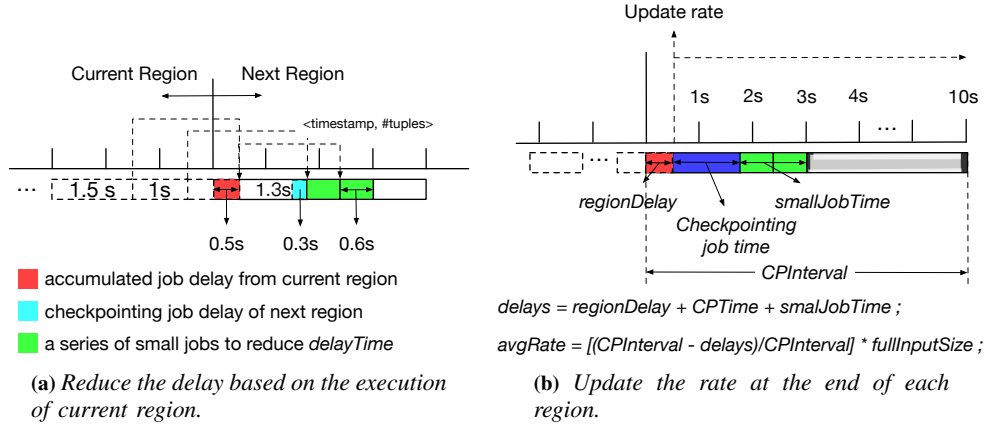 Current Region
Next Region
<timestamp, #tuples>
...
1.5 s
1s
1.3s
0.5s
0.3s
0.6s
accumulated job delay from current region
checkpointing job delay of next region
a series of small jobs to reduce delayTime
(a) Reduce the delay based on the execution
of current region.
Update rate
1s
2s
3s
4s
10s
...
...
regionDelay
smallJobTime
Checkpointing
job time
CPInterval
delays = regionDelay + CPTime + smalJobTime ;
avgRate = [(CPInterval - delays)/CPInterval] * fullInputSize ;
(b) Update the rate at the end of each
region.